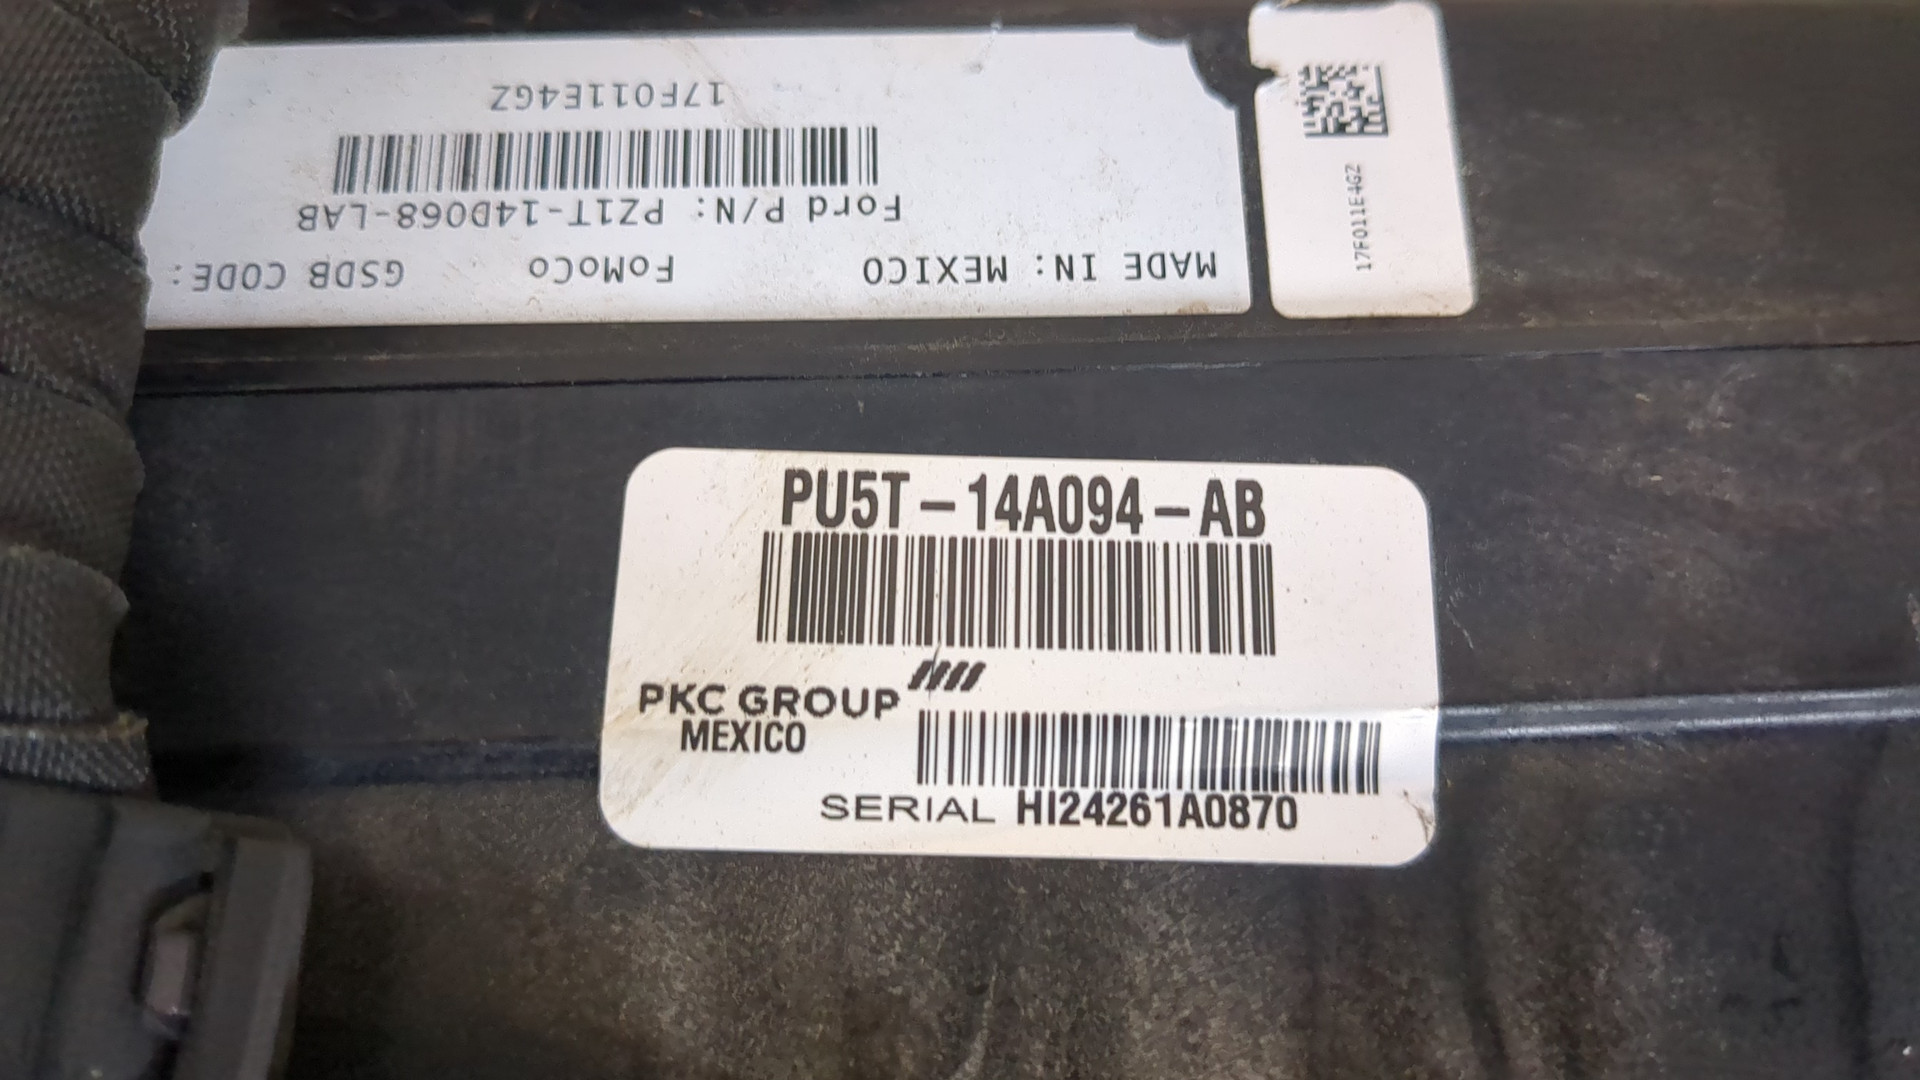 MADE IN: MEXICO FoMoCo GSDB CODE:
Ford P/N: PZ1T-14D068-LAB
17F011E4GZ
17F011E4GZ
PU5T-14A094-AB
PKC GROUP
MEXICO
SERIAL HI24261A0870